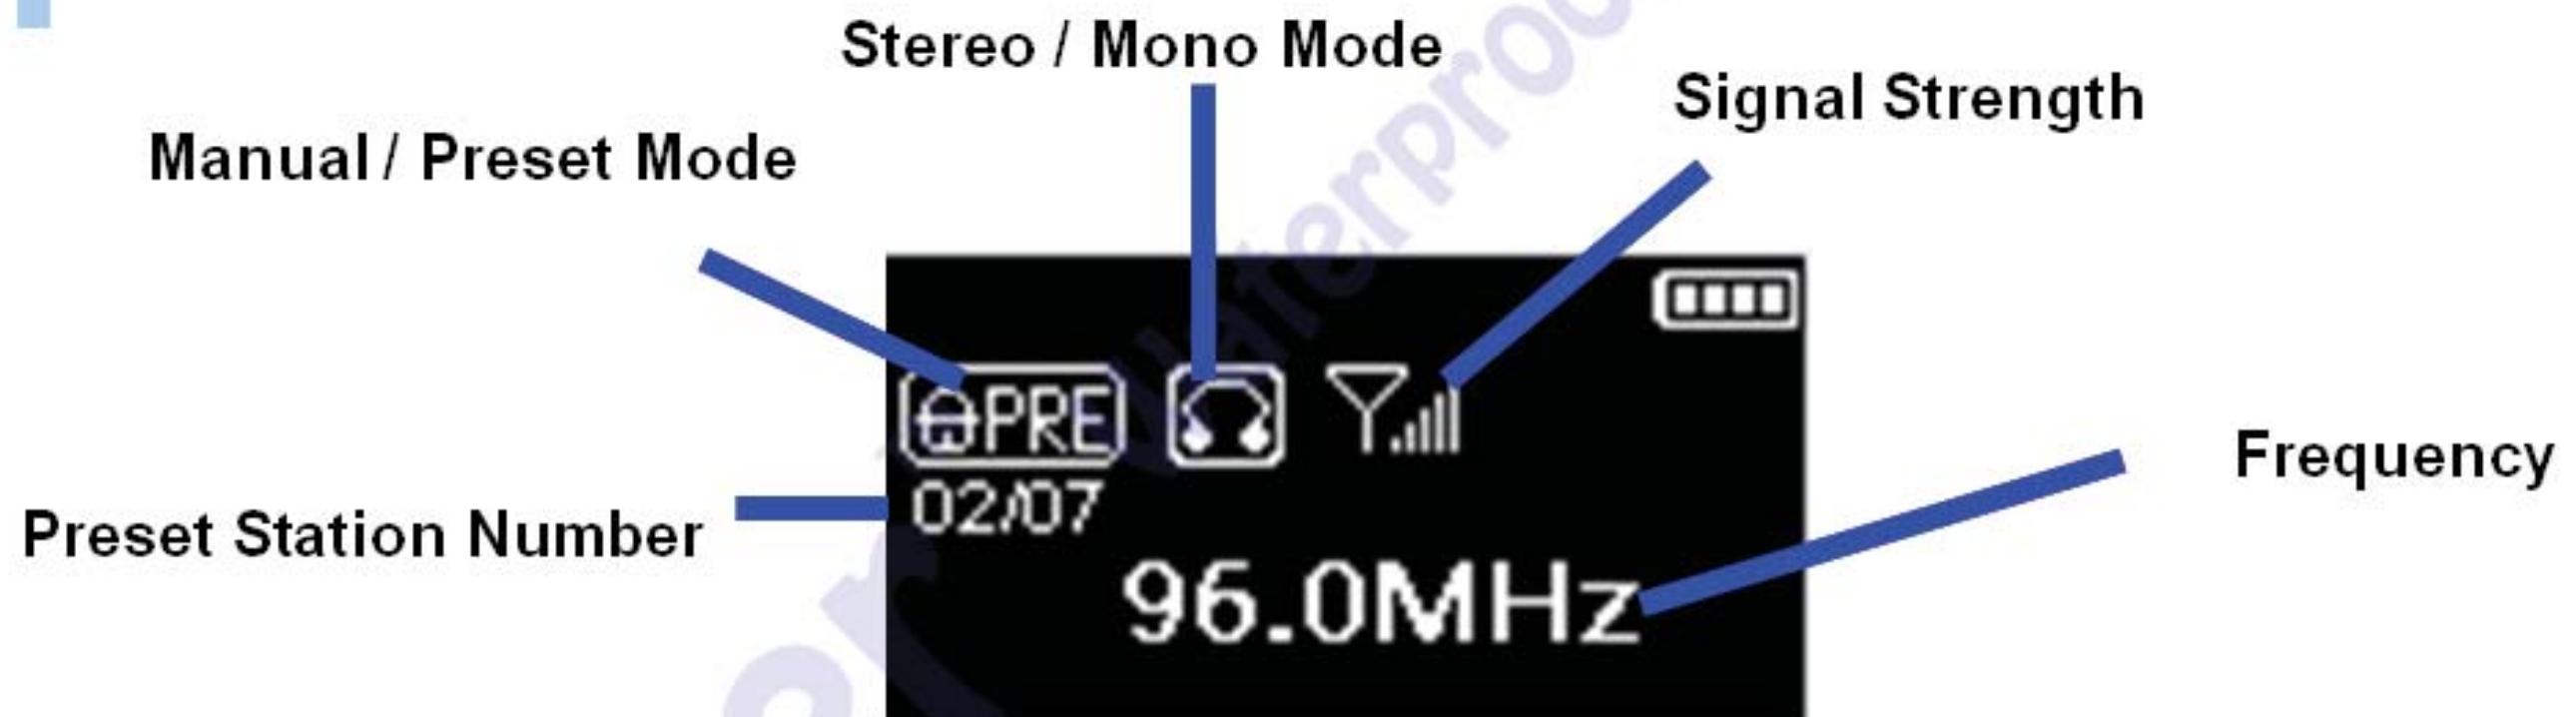 Stereo / Mono Mode
Signal Strength
Manual / Preset Mode
PRE
Frequency
Preset Station Number
02/07
96.0MHz